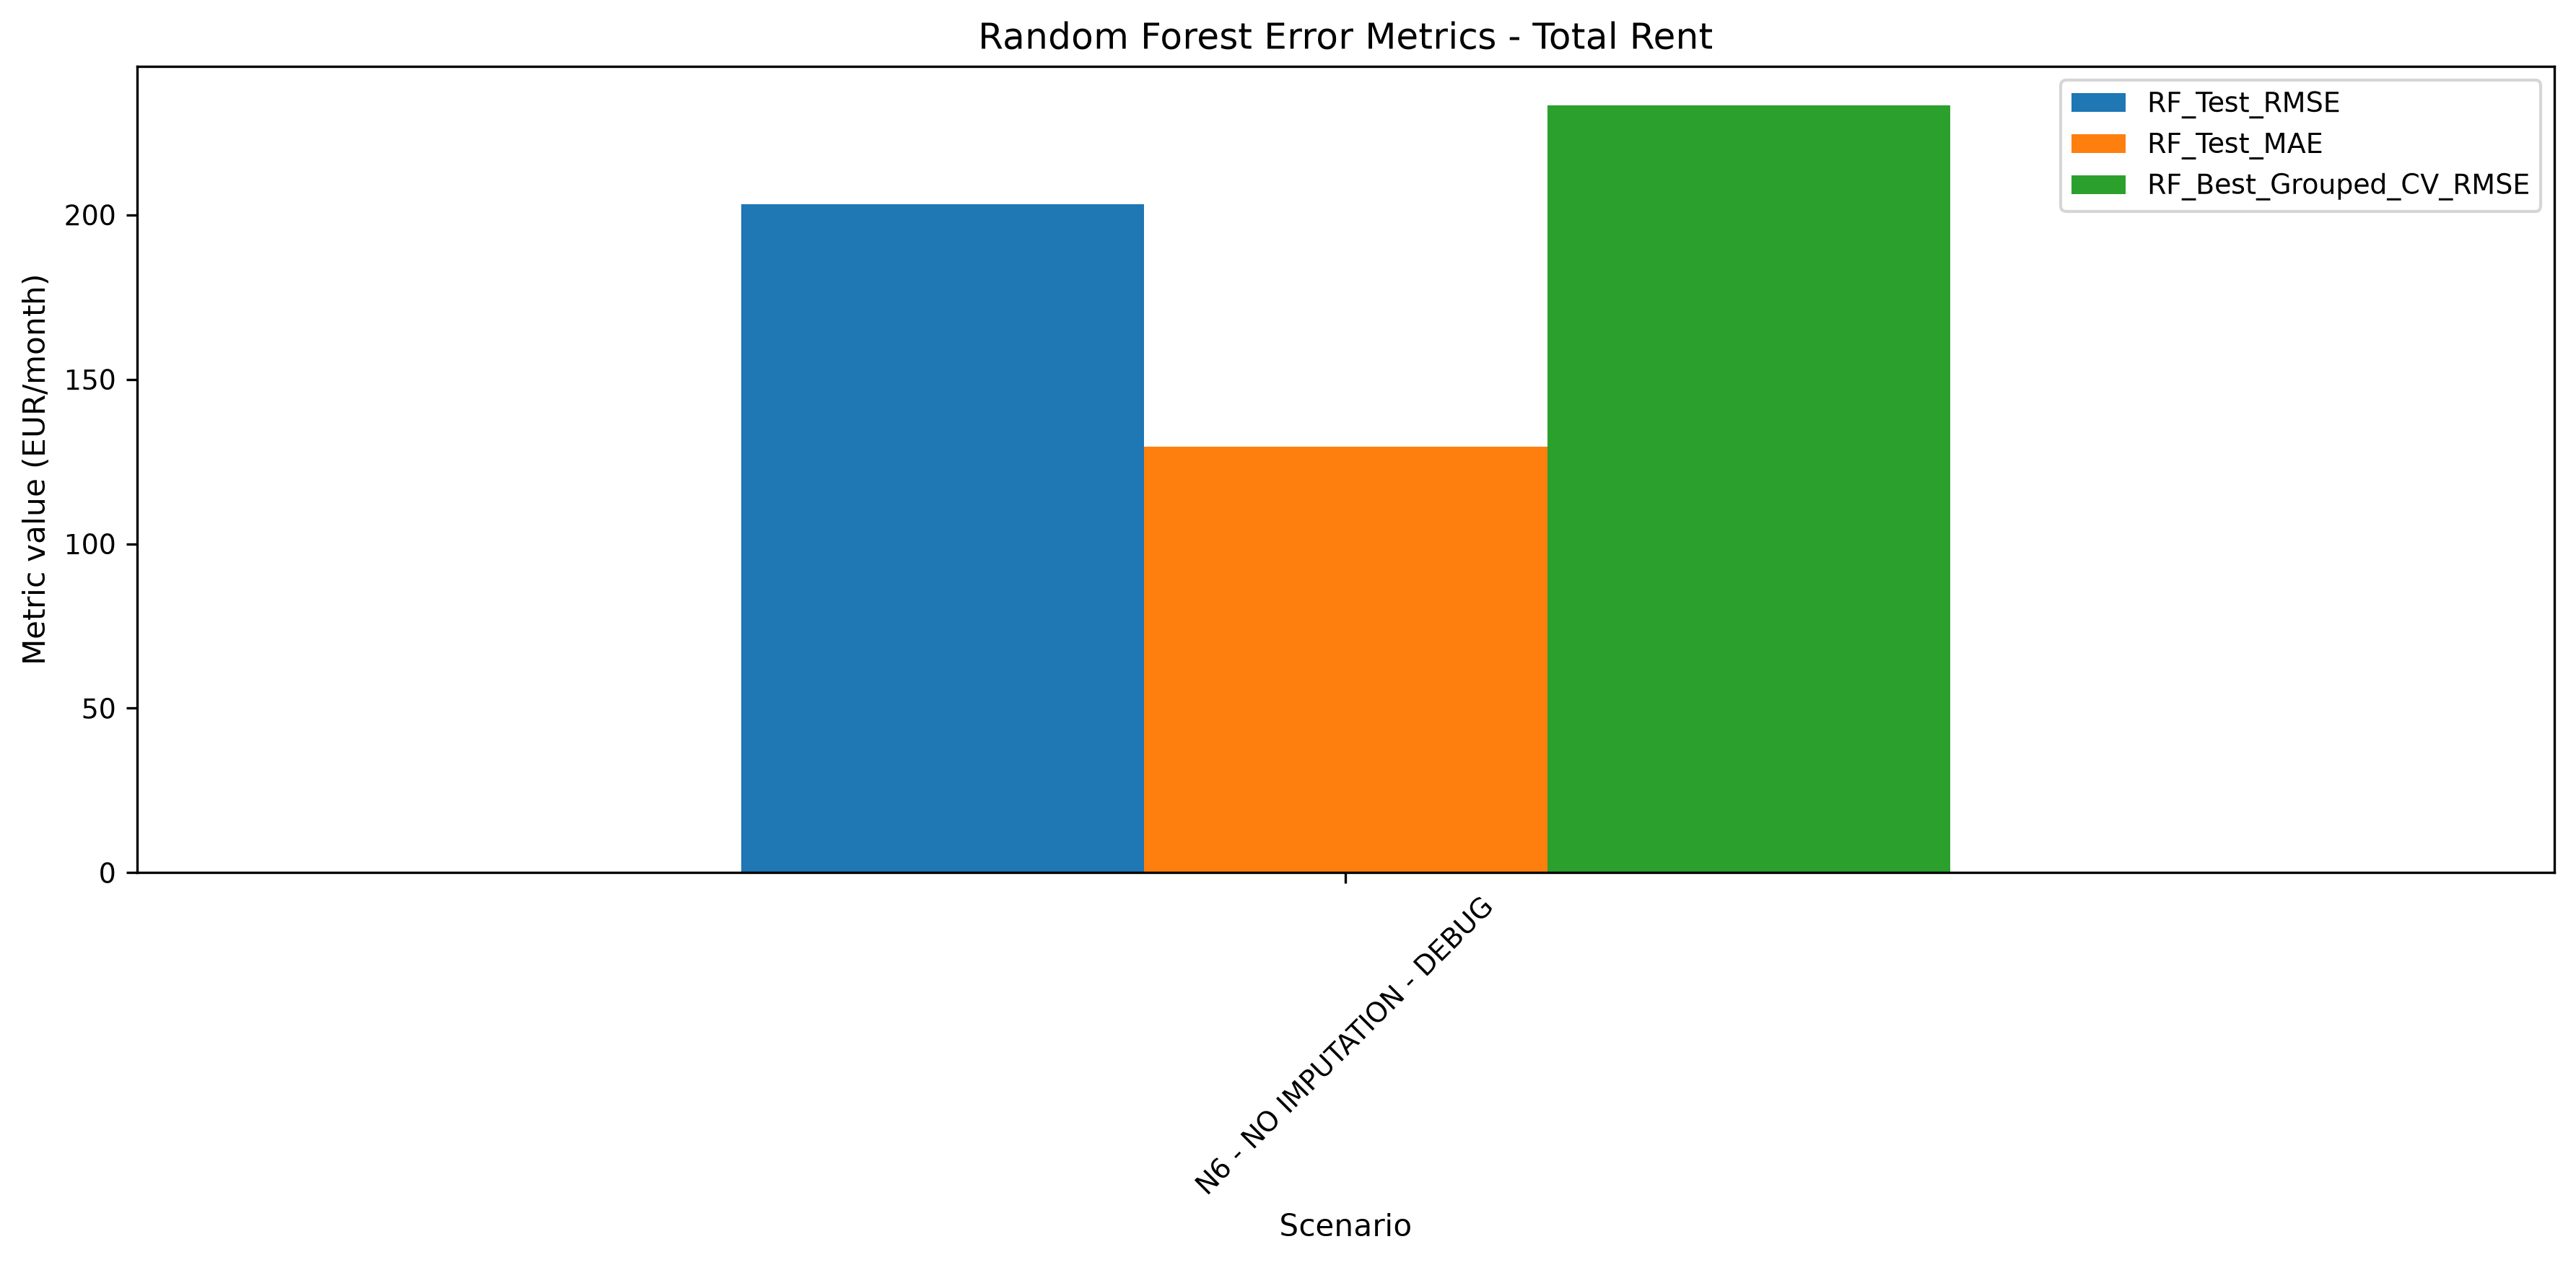 Random Forest Error Metrics - Total Rent
RF_Test_RMSE
RF_Test_MAE
RF_Best_Grouped_CV_RMSE
Metric value (EUR/month)
200
150
100
50
0
N6 - NO IMPUTATION - DEBUG
Scenario